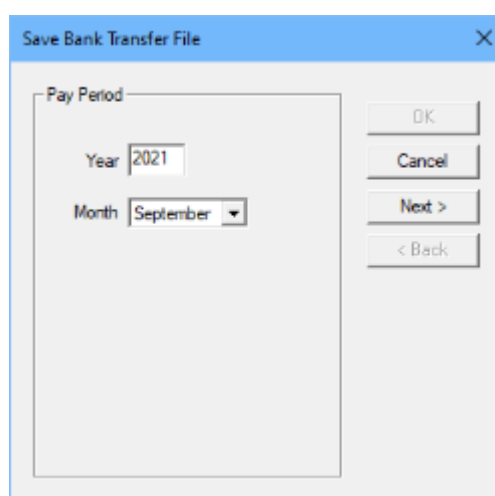 Save Bank Transfer File
Pay Period
Year 2021
Month September
OK
Cancel
Next >
< Back